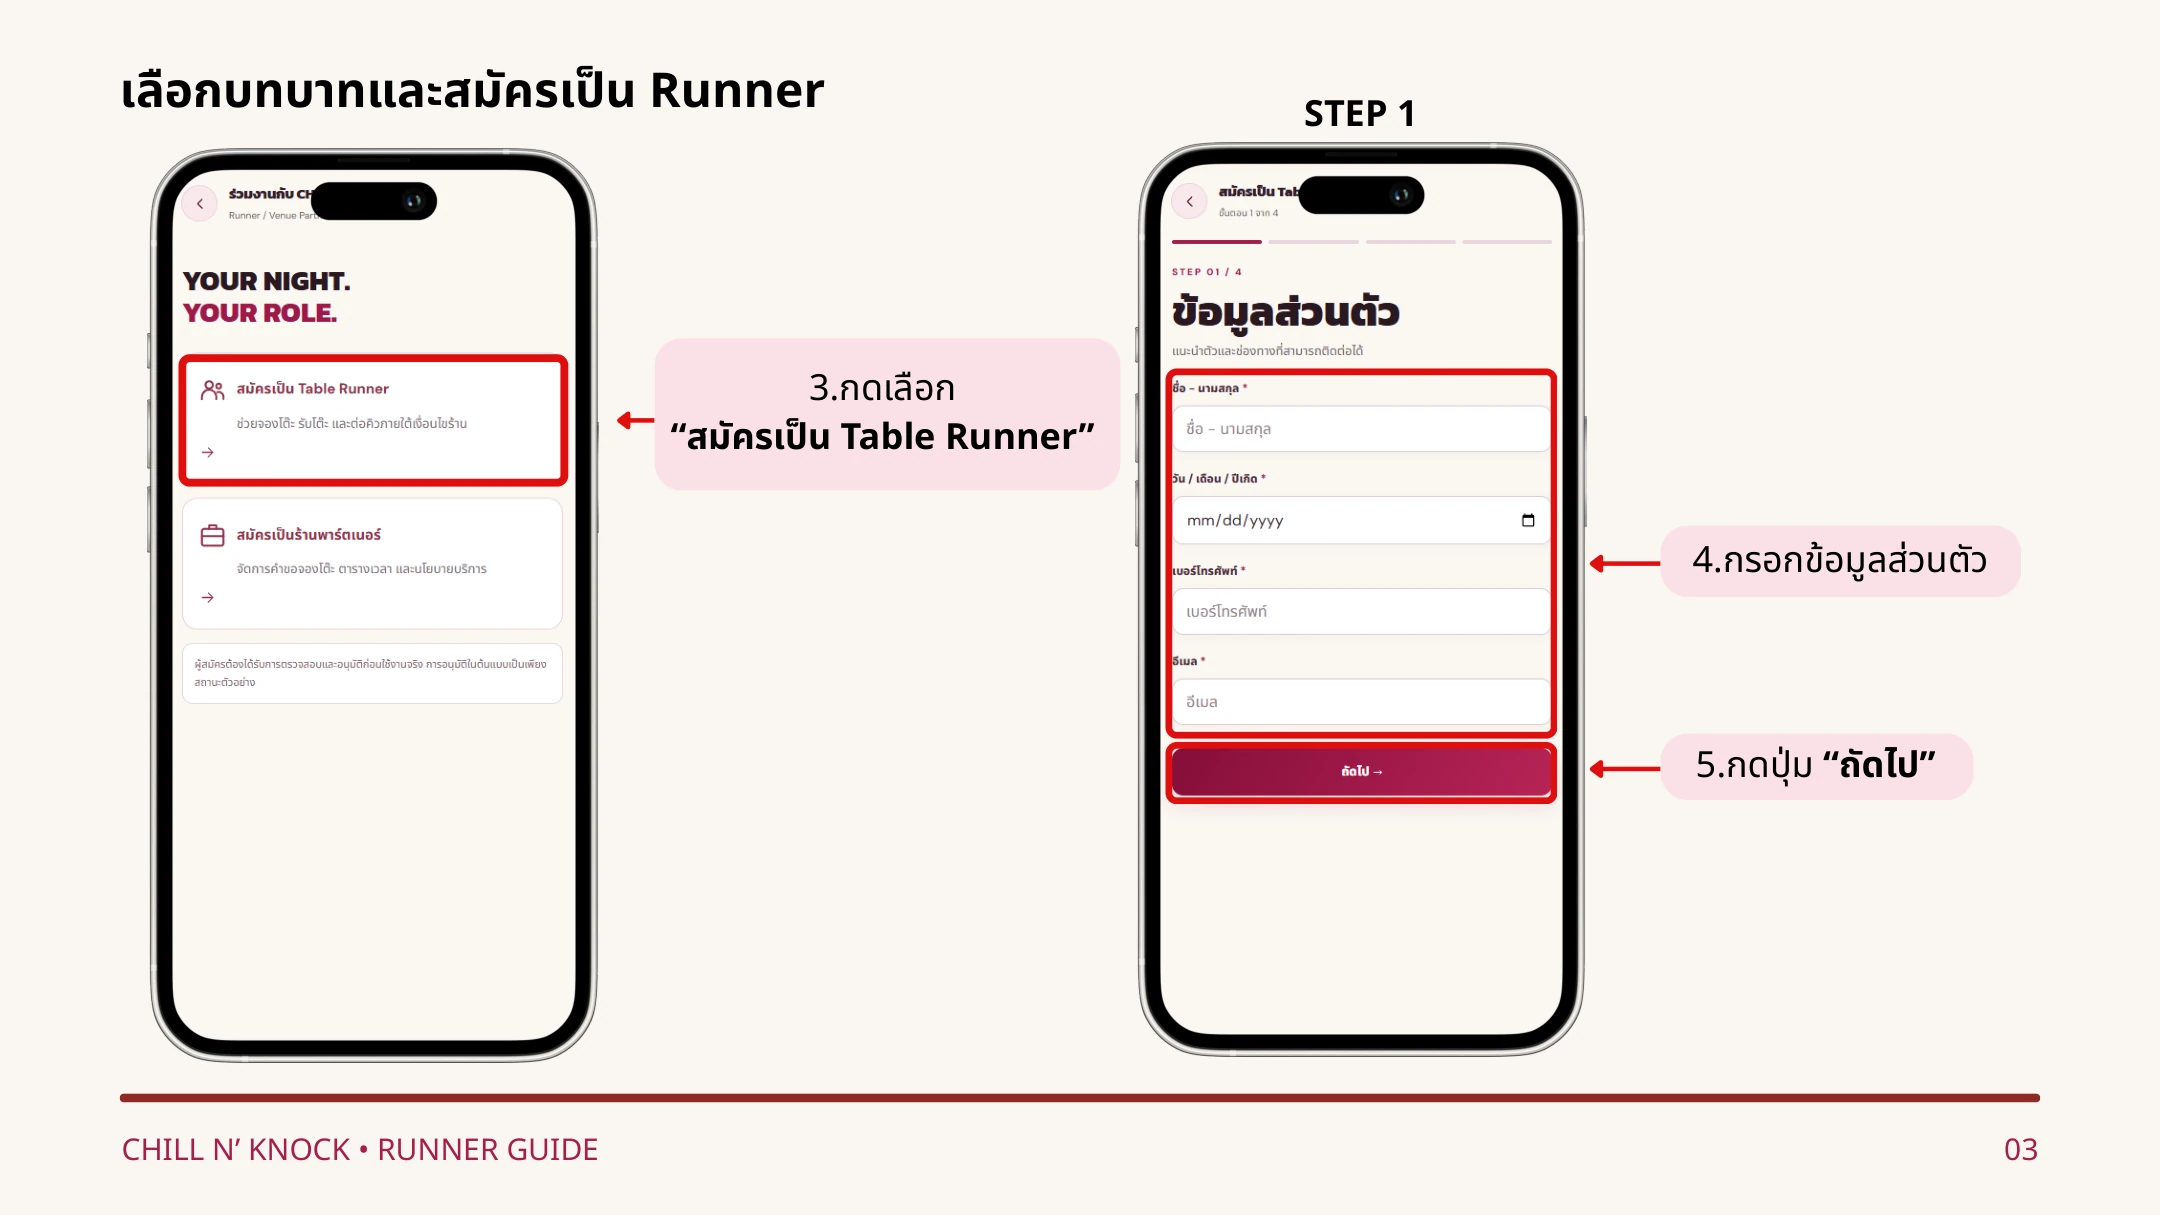 เลือกบทบาทและสมัครเป็น Runner
ร่วมงานกับ
Runner / Venue
YOUR NIGHT.
YOUR ROLE.
สมัครเป็น Table Runner
ช่วยจองโต๊ะ รับโต๊ะ และต่อคิวภายใต้เงื่อนไขร้าน
→
สมัครเป็นร้านพาร์ตเนอร์
จัดการคำขอจองโต๊ะ ตารางเวลา และนโยบายบริการ
→
ผู้สมัครต้องได้รับการตรวจสอบและอนุมัติก่อนใช้งานจริง การอนุมัติในต้นแบบเป็นเพียง
สถานะตัวอย่าง
3.กดเลือก
“สมัครเป็น Table Runner”
STEP 1
สมัครเป็น
ขั้นตอน 1 จาก 4
STEP 01 / 4
ข้อมูลส่วนตัว
แนะนำตัวและช่องทางที่สามารถติดต่อได้
ชื่อ – นามสกุล *
ชื่อ – นามสกุล
วัน / เดือน / ปีเกิด *
mm/dd/yyyy
เบอร์โทรศัพท์ *
เบอร์โทรศัพท์
อีเมล *
อีเมล
ถัดไป →
4.กรอกข้อมูลส่วนตัว
5.กดปุ่ม “ถัดไป”
CHILL N’ KNOCK • RUNNER GUIDE
03